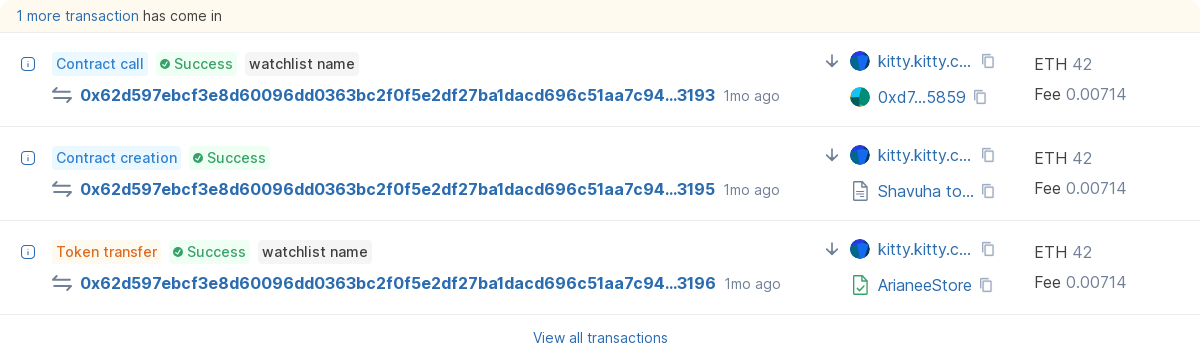 1 more transaction has come in
Contract call Success watchlist name
0x62d597ebcf3e8d60096dd0363bc2f0f5e2df27ba1dacd696c51aa7c94...3193 1mo ago
kitty.kitty.c...
0xd7...5859
ETH 42
Fee 0.00714
Contract creation Success
0x62d597ebcf3e8d60096dd0363bc2f0f5e2df27ba1dacd696c51aa7c94...3195 1mo ago
kitty.kitty.c...
Shavuha to...
ETH 42
Fee 0.00714
Token transfer Success watchlist name
0x62d597ebcf3e8d60096dd0363bc2f0f5e2df27ba1dacd696c51aa7c94...3196 1mo ago
kitty.kitty.c...
ArianeeStore
ETH 42
Fee 0.00714
View all transactions